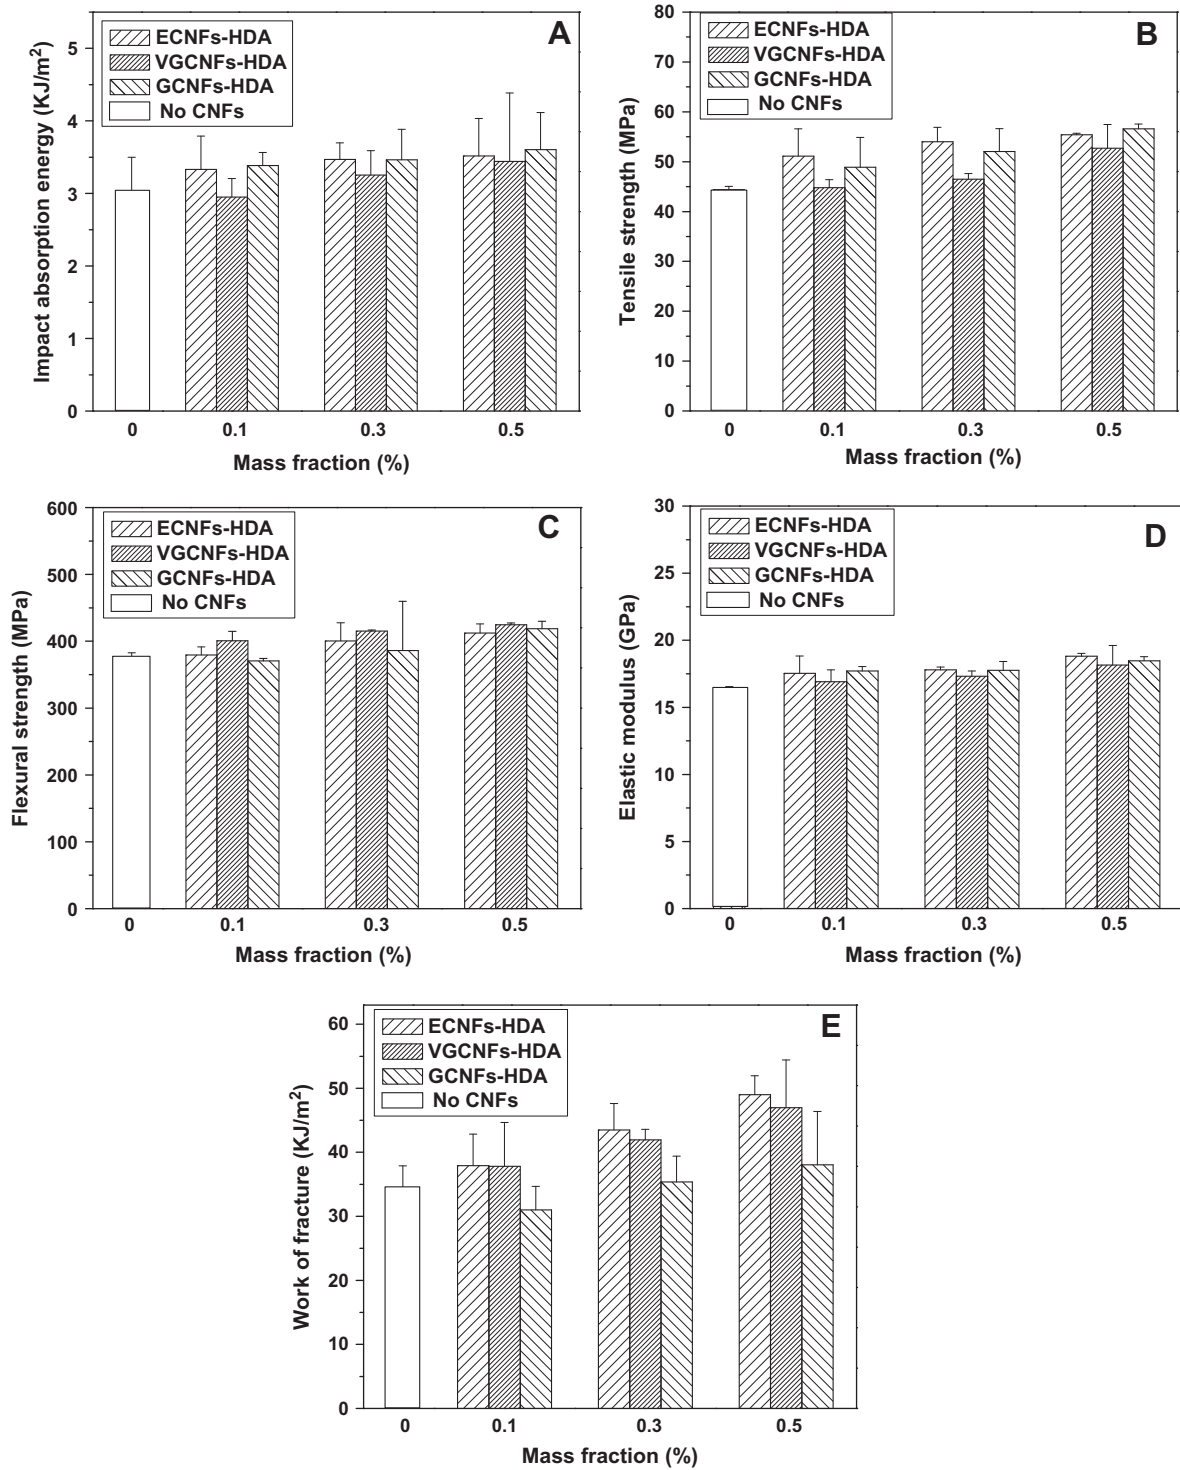 A
ECNFs-HDA
VGCNFs-HDA
GCNFs-HDA
No CNFs
Impact absorption energy (KJ/m²)
5
4
3
2
1
0
0 0.1 0.3 0.5
Mass fraction (%)
B
ECNFs-HDA
VGCNFs-HDA
GCNFs-HDA
No CNFs
Tensile strength (MPa)
80
70
60
50
40
30
20
10
0
0 0.1 0.3 0.5
Mass fraction (%)
C
ECNFs-HDA
VGCNFs-HDA
GCNFs-HDA
No CNFs
Flexural strength (MPa)
600
500
400
300
200
100
0
0 0.1 0.3 0.5
Mass fraction (%)
D
ECNFs-HDA
VGCNFs-HDA
GCNFs-HDA
No CNFs
Elastic modulus (GPa)
30
25
20
15
10
5
0
0 0.1 0.3 0.5
Mass fraction (%)
E
ECNFs-HDA
VGCNFs-HDA
GCNFs-HDA
No CNFs
Work of fracture (KJ/m²)
60
50
40
30
20
10
0
0 0.1 0.3 0.5
Mass fraction (%)